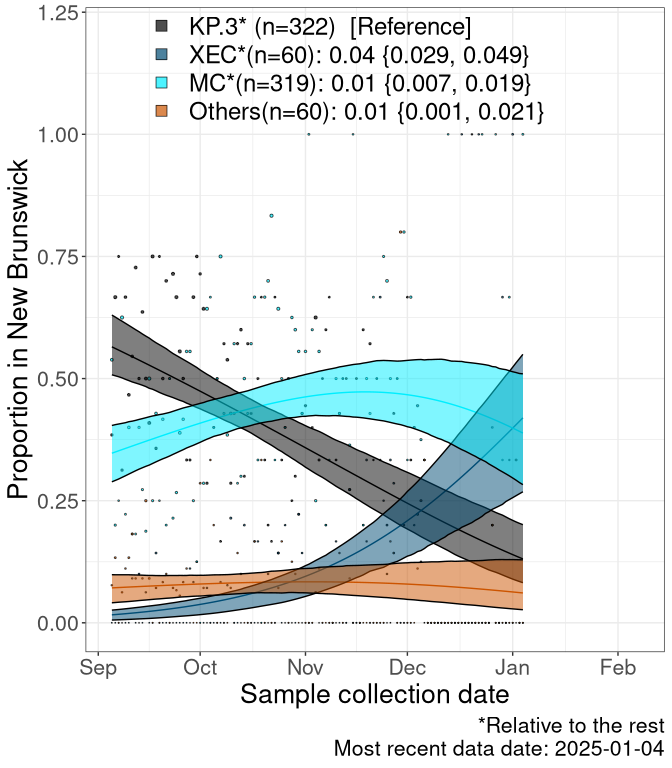 1.25
KP.3* (n=322)  [Reference]
XEC*(n=60): 0.04 {0.029, 0.049}
MC*(n=319): 0.01 {0.007, 0.019}
Others(n=60): 0.01 {0.001, 0.021}
1.00
0.75
0.50
0.25
0.00
Proportion in New Brunswick
Sep Oct Nov Dec Jan Feb
Sample collection date
*Relative to the rest
Most recent data date: 2025-01-04